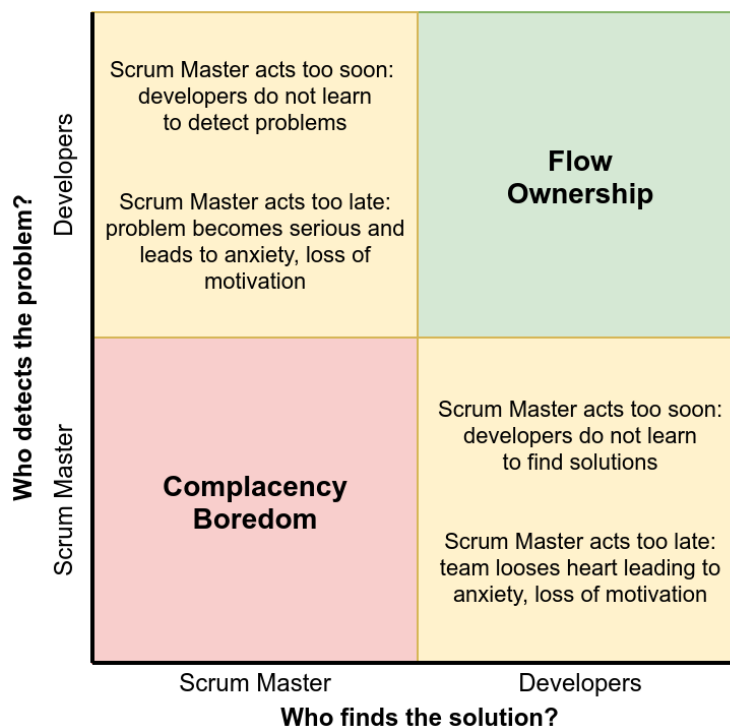 Scrum Master acts too soon:
developers do not learn
to detect problems
Scrum Master acts too late:
problem becomes serious and
leads to anxiety, loss of
motivation
Flow
Ownership
Complacency
Boredom
Scrum Master acts too soon:
developers do not learn
to find solutions
Scrum Master acts too late:
team looses heart leading to
anxiety, loss of motivation
Who detects the problem?
Developers
Scrum Master
Scrum Master
Developers
Who finds the solution?